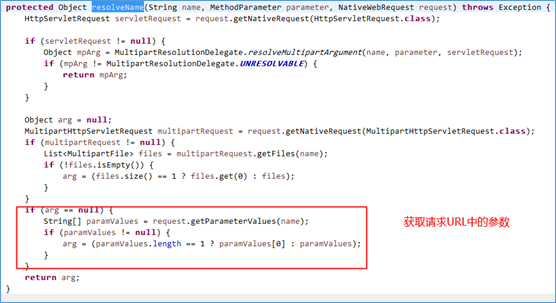 protected Object resolveName(String name, MethodParameter parameter, NativeWebRequest request) throws Exception {
HttpServletRequest servletRequest = request.getNativeRequest(HttpServletRequest.class);
if (servletRequest != null) {
Object mpArg = MultipartResolutionDelegate.resolveMultipartArgument(name, parameter, servletRequest);
if (mpArg != MultipartResolutionDelegate.UNRESOLVABLE) {
return mpArg;
}
}
Object arg = null;
MultipartHttpServletRequest multipartRequest = request.getNativeRequest(MultipartHttpServletRequest.class);
if (multipartRequest != null) {
List<MultipartFile> files = multipartRequest.getFiles(name);
if (!files.isEmpty()) {
arg = (files.size() == 1 ? files.get(0) : files);
}
}
if (arg == null) {
String[] paramValues = request.getParameterValues(name);
获取请求URL中的参数
if (paramValues != null) {
arg = (paramValues.length == 1 ? paramValues[0] : paramValues);
}
}
return arg;
}